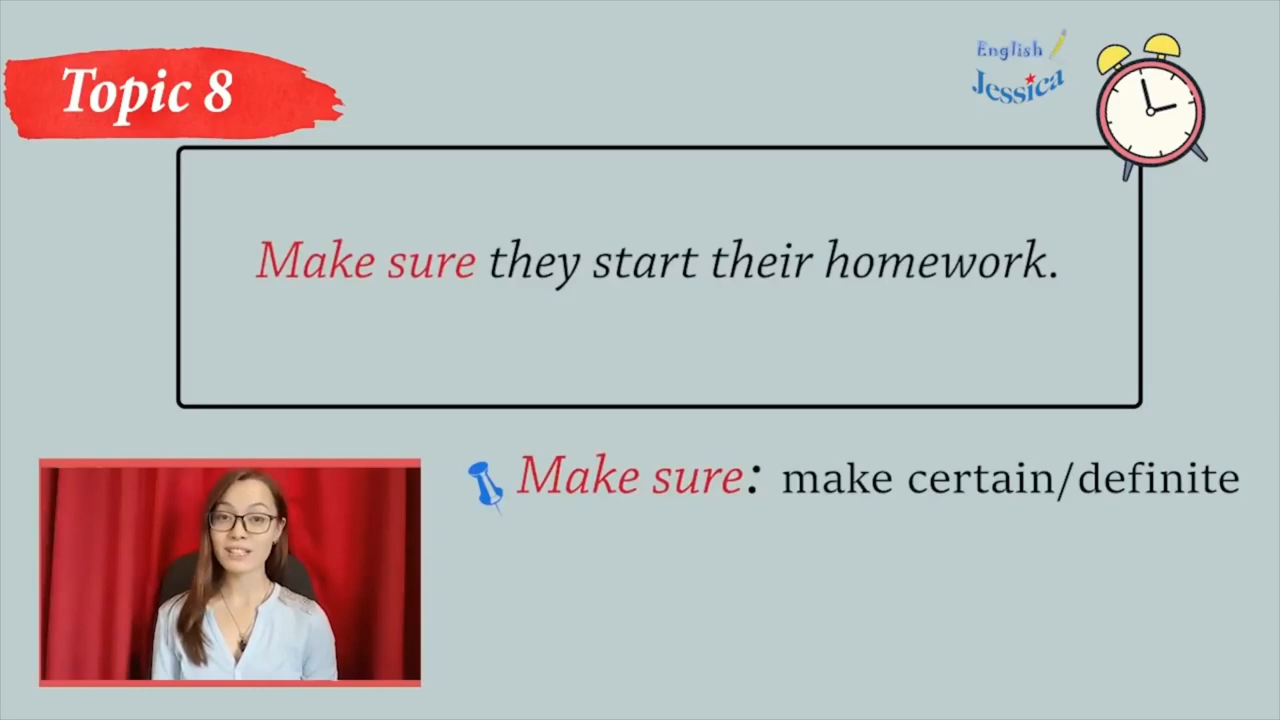 Topic 8
English
Jessica
Make sure they start their homework.
Make sure: make certain/definite